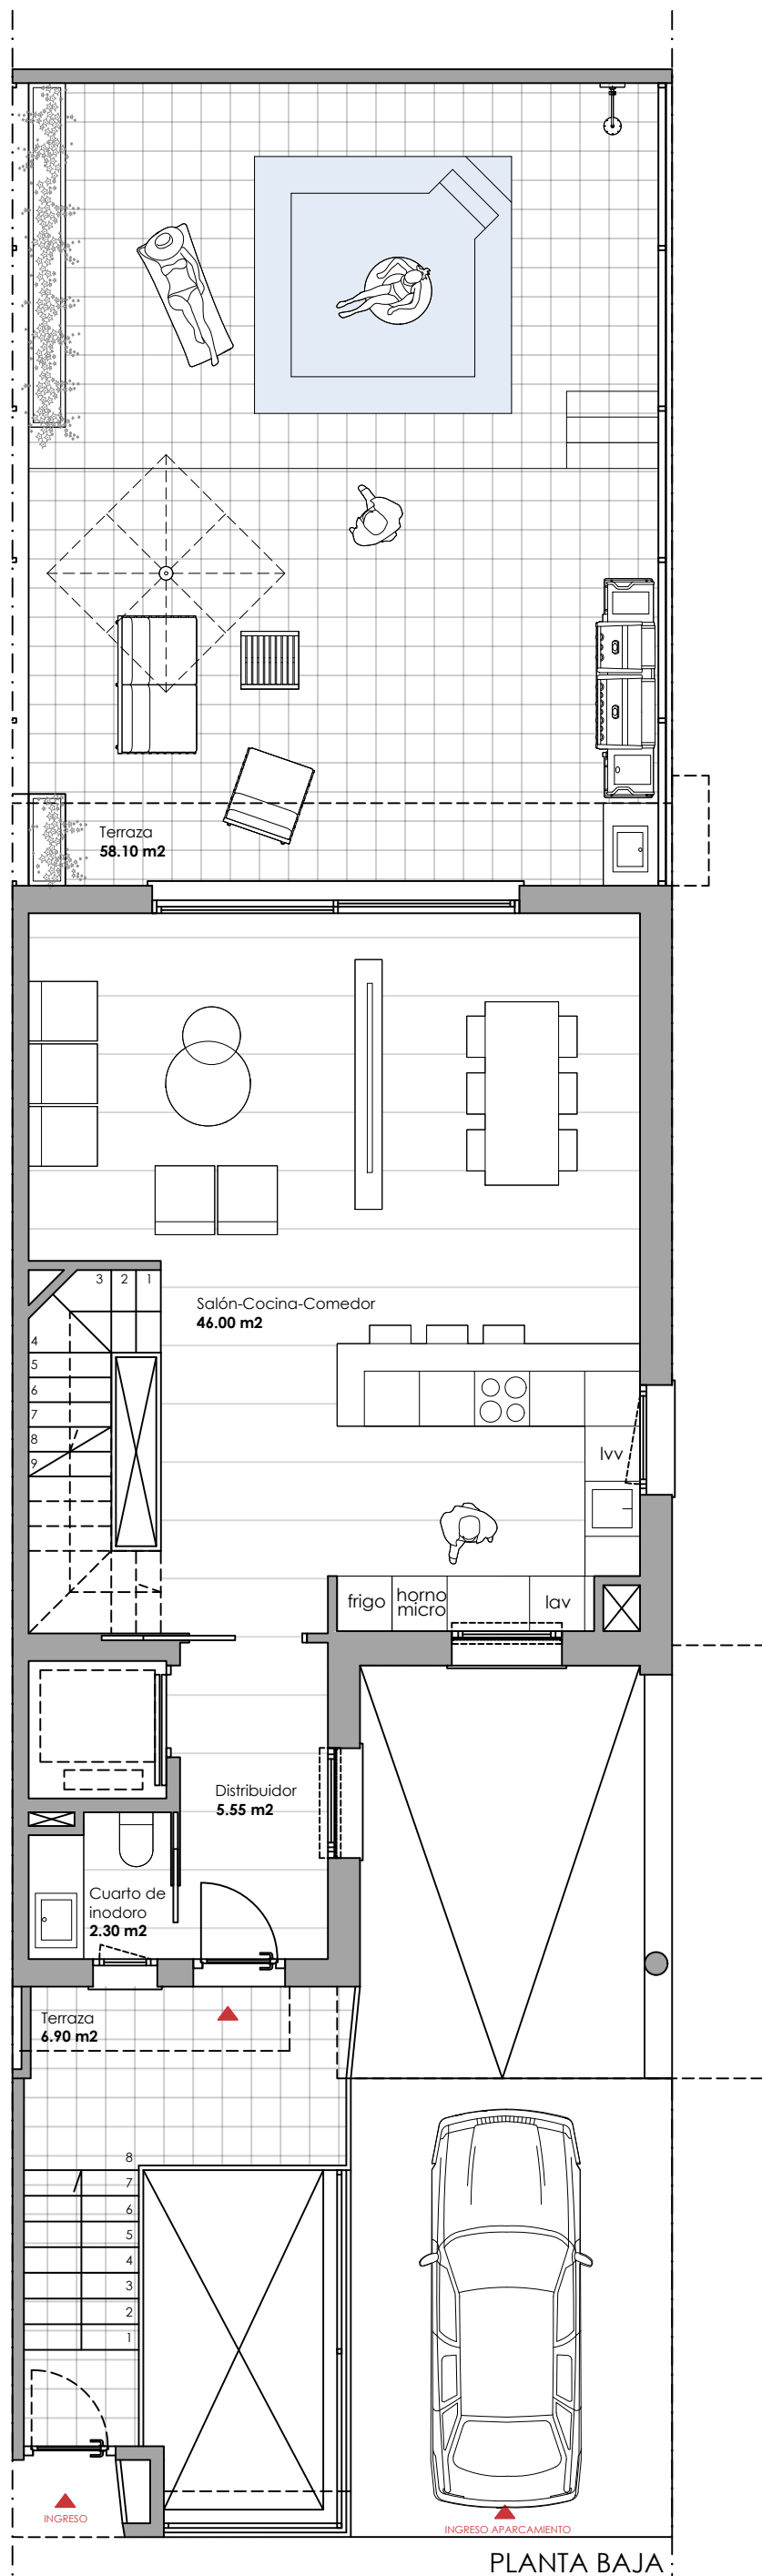 Terraza
58.10 m2
3 2 1
4
5
6
7
8
9
Salón-Cocina-Comedor
46.00 m2
lvv
frigo
horno
micro
lav
Distribuidor
5.55 m2
Cuarto de
inodoro
2.30 m2
Terraza
6.90 m2
8
7
6
5
4
3
2
1
INGRESO
INGRESO APARCAMIENTO
PLANTA BAJA